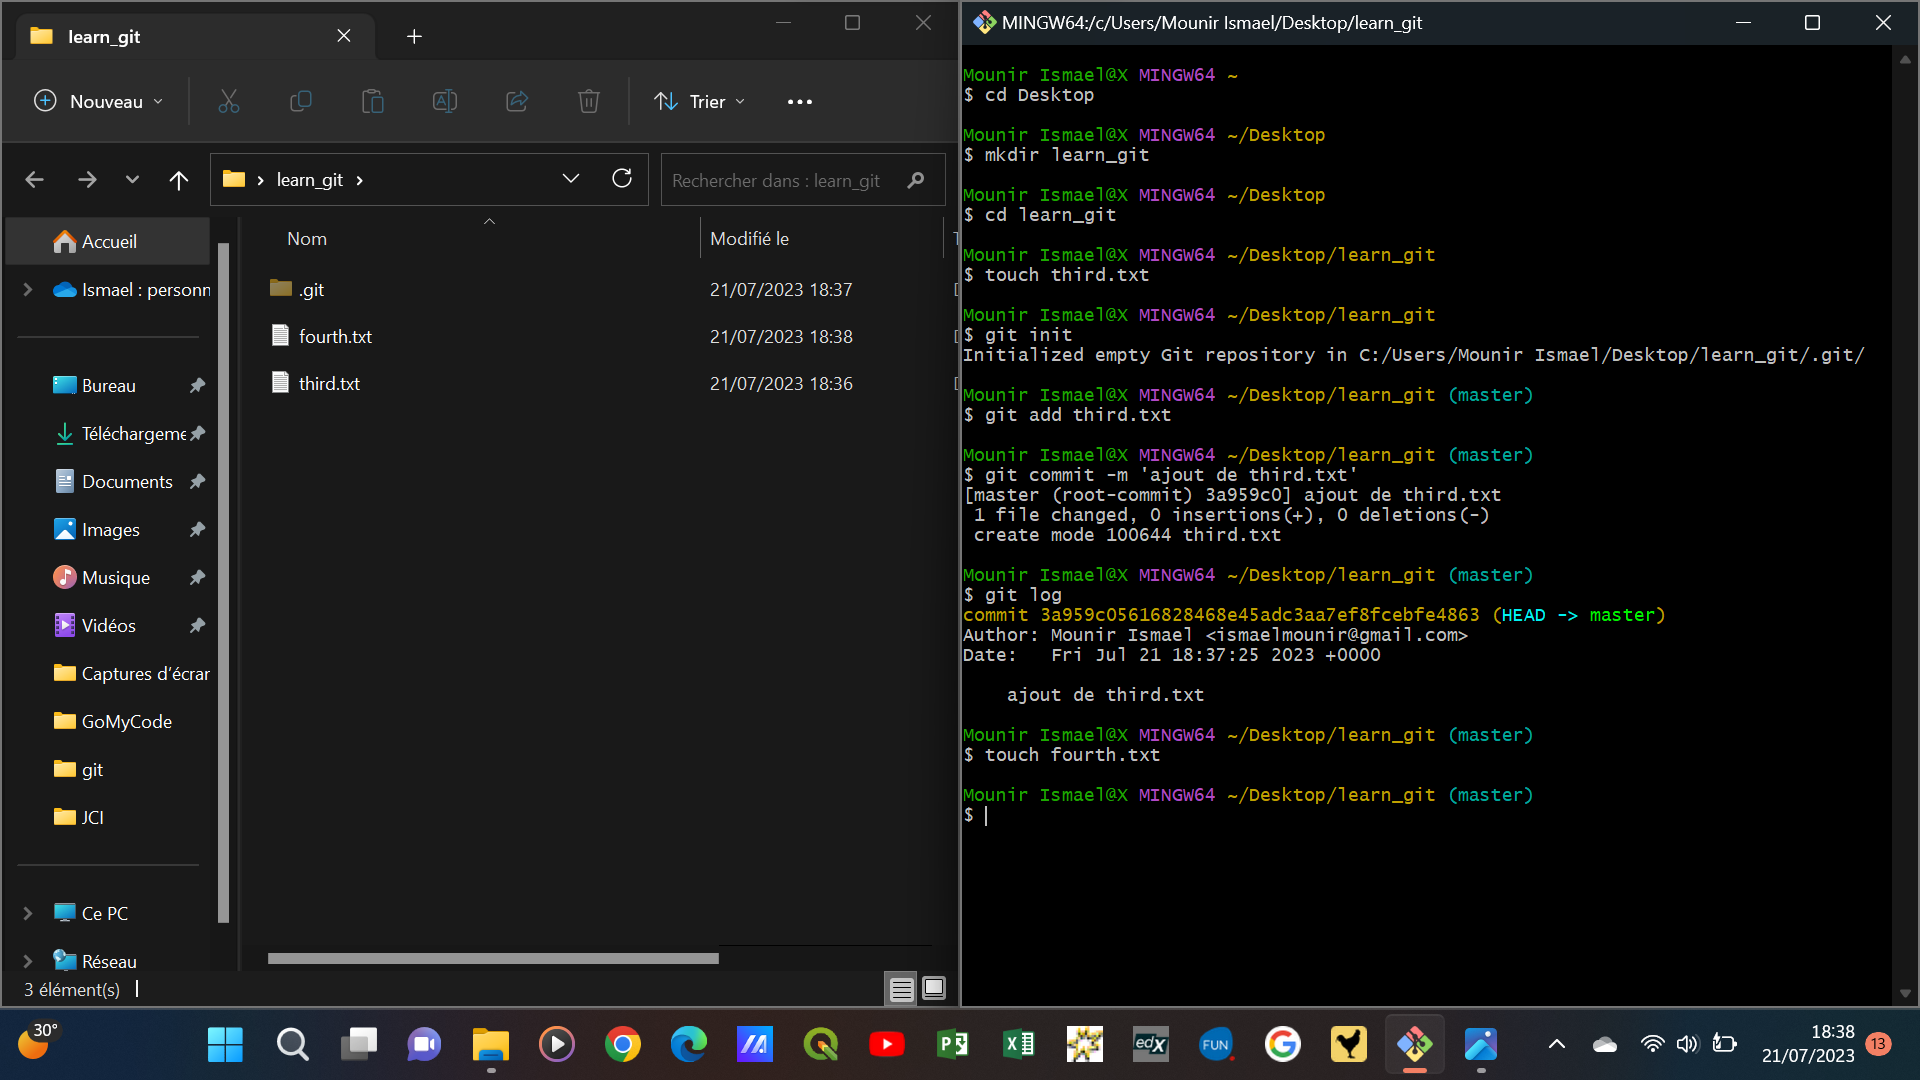 learn_git
Nouveau
Trier
learn_git
Rechercher dans : learn_git
Nom
Modifié le
Accueil
Ismael : personn
Bureau
Téléchargeme
Documents
Images
Musique
Vidéos
Captures d'écrar
GoMyCode
git
JCI
Ce PC
Réseau
.git 21/07/2023 18:37
fourth.txt 21/07/2023 18:38
third.txt 21/07/2023 18:36
3 élément(s)
MINGW64:/c/Users/Mounir Ismael/Desktop/learn_git
Mounir Ismael@X MINGW64 ~
$ cd Desktop
Mounir Ismael@X MINGW64 ~/Desktop
$ mkdir learn_git
Mounir Ismael@X MINGW64 ~/Desktop
$ cd learn_git
Mounir Ismael@X MINGW64 ~/Desktop/learn_git
$ touch third.txt
Mounir Ismael@X MINGW64 ~/Desktop/learn_git
$ git init
Initialized empty Git repository in C:/Users/Mounir Ismael/Desktop/learn_git/.git/
Mounir Ismael@X MINGW64 ~/Desktop/learn_git (master)
$ git add third.txt
Mounir Ismael@X MINGW64 ~/Desktop/learn_git (master)
$ git commit -m 'ajout de third.txt'
[master (root-commit) 3a959c0] ajout de third.txt
1 file changed, 0 insertions(+), 0 deletions(-)
create mode 100644 third.txt
Mounir Ismael@X MINGW64 ~/Desktop/learn_git (master)
$ git log
commit 3a959c05616828468e45adc3aa7ef8fcebfe4863 (HEAD -> master)
Author: Mounir Ismael <ismaelmounir@gmail.com>
Date:   Fri Jul 21 18:37:25 2023 +0000
ajout de third.txt
Mounir Ismael@X MINGW64 ~/Desktop/learn_git (master)
$ touch fourth.txt
Mounir Ismael@X MINGW64 ~/Desktop/learn_git (master)
$
30°
edX
FUN
18:38
21/07/2023
13